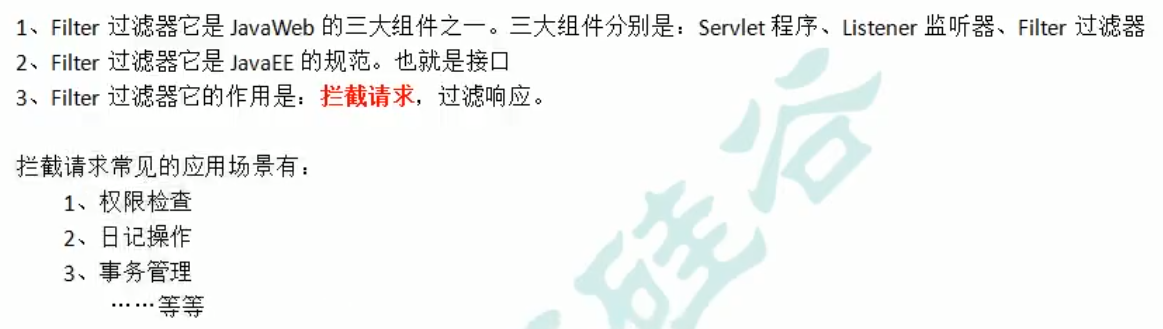 1、Filter 过滤器它是 JavaWeb 的三大组件之一。三大组件分别是：Servlet 程序、Listener 监听器、Filter 过滤器
2、Filter 过滤器它是 JavaEE 的规范。也就是接口
3、Filter 过滤器它的作用是：拦截请求，过滤响应。
拦截请求常见的应用场景有：
1、权限检查
2、日记操作
3、事务管理
……等等
硅谷